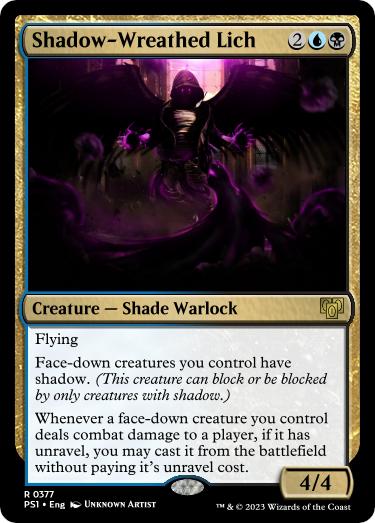 Shadow-Wreathed Lich 2
Creature — Shade Warlock
Flying
Face-down creatures you control have
shadow. (This creature can block or be blocked
by only creatures with shadow.)
Whenever a face-down creature you control
deals combat damage to a player, if it has
unravel, you may cast it from the battlefield
without paying it's unravel cost.
4/4
R 0377
PS1 • Eng Unknown Artist
™ & © 2023 Wizards of the Coast